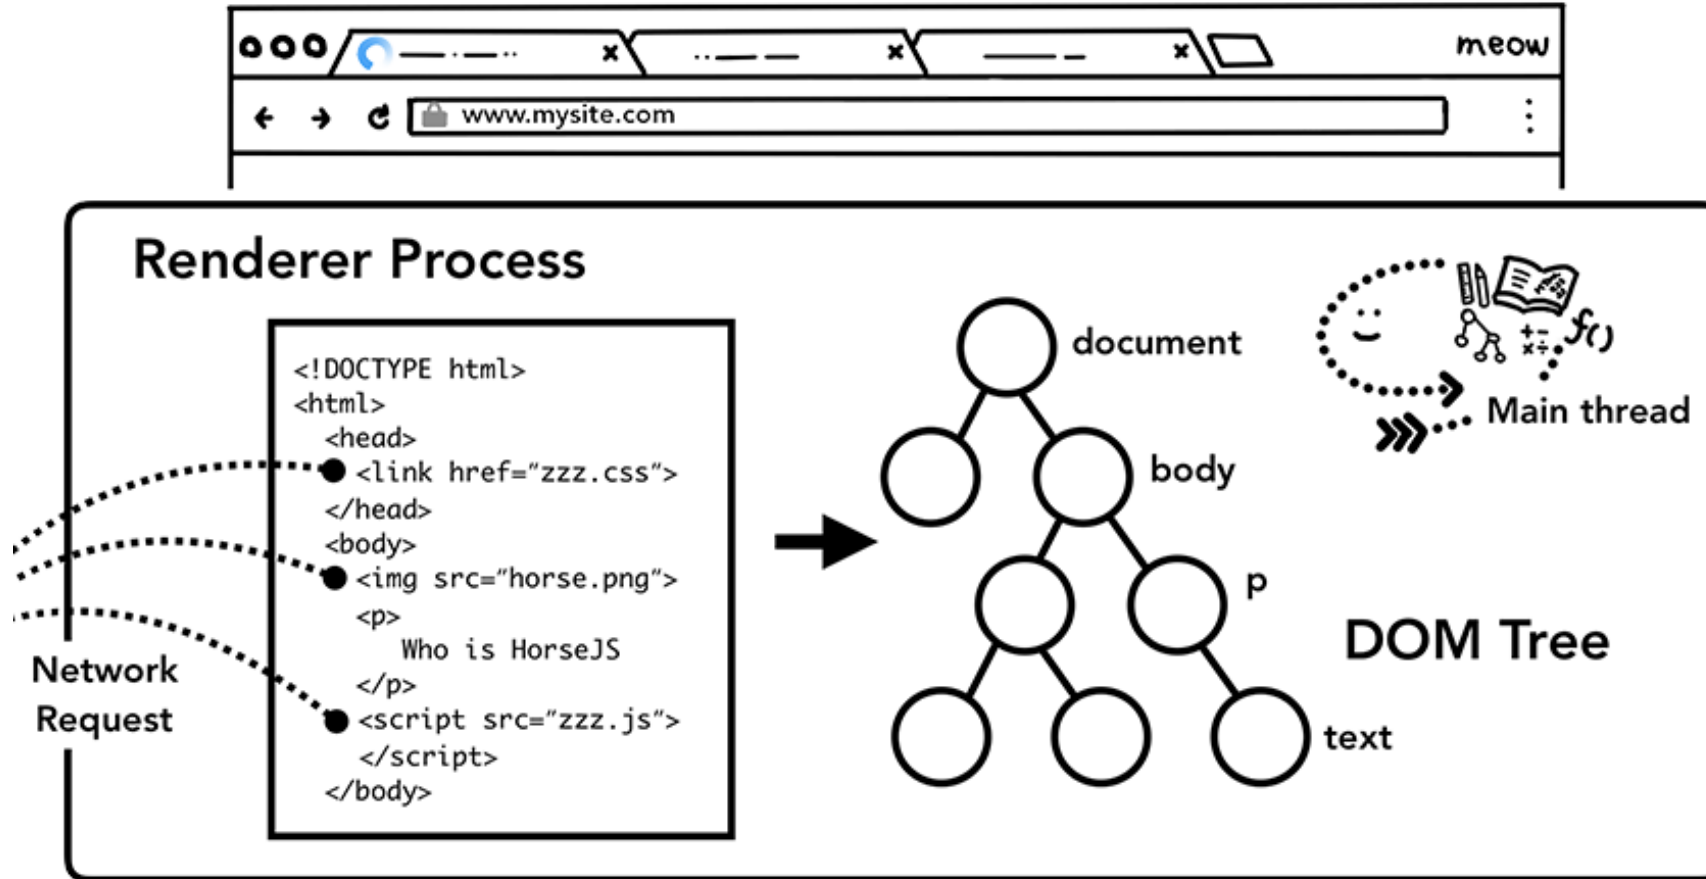 meow
www.mysite.com
Renderer Process
<!DOCTYPE html>
<html>
<head>
<link href="zzz.css">
</head>
<body>
<img src="horse.png">
<p>
Who is HorseJS
</p>
<script src="zzz.js">
</script>
</body>
Network
Request
document
body
p
text
DOM Tree
+-
×÷
f()
Main thread